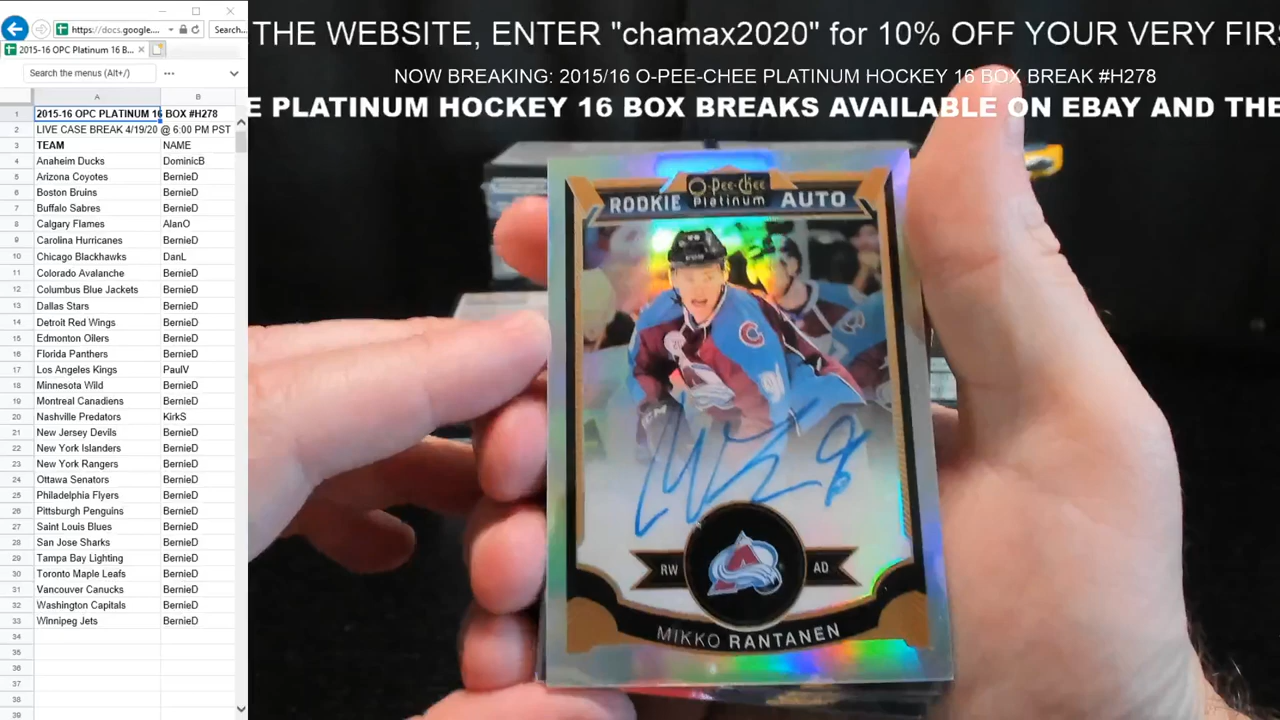 https://docs.google.
Search...
2015-16 OPC Platinum 16 B...
Search the menus (Alt+/)
A B
1 2015-16 OPC PLATINUM 16 BOX #H278
2 LIVE CASE BREAK 4/19/20 @ 6:00 PM PST
3 TEAM NAME
4 Anaheim Ducks DominicB
5 Arizona Coyotes BernieD
6 Boston Bruins BernieD
7 Buffalo Sabres BernieD
8 Calgary Flames AlanO
9 Carolina Hurricanes BernieD
10 Chicago Blackhawks DanL
11 Colorado Avalanche BernieD
12 Columbus Blue Jackets BernieD
13 Dallas Stars BernieD
14 Detroit Red Wings BernieD
15 Edmonton Oilers BernieD
16 Florida Panthers BernieD
17 Los Angeles Kings PaulV
18 Minnesota Wild BernieD
19 Montreal Canadiens BernieD
20 Nashville Predators KirkS
21 New Jersey Devils BernieD
22 New York Islanders BernieD
23 New York Rangers BernieD
24 Ottawa Senators BernieD
25 Philadelphia Flyers BernieD
26 Pittsburgh Penguins BernieD
27 Saint Louis Blues BernieD
28 San Jose Sharks BernieD
29 Tampa Bay Lighting BernieD
30 Toronto Maple Leafs BernieD
31 Vancouver Canucks BernieD
32 Washington Capitals BernieD
33 Winnipeg Jets BernieD
34
35
36
37
38
39
THE WEBSITE, ENTER "chamax2020" for 10% OFF YOUR VERY FIRS
NOW BREAKING: 2015/16 O-PEE-CHEE PLATINUM HOCKEY 16 BOX BREAK #H278
E PLATINUM HOCKEY 16 BOX BREAKS AVAILABLE ON EBAY AND THE
O-Pee-Chee
ROOKIE Platinum AUTO
RW AD
MIKKO RANTANEN